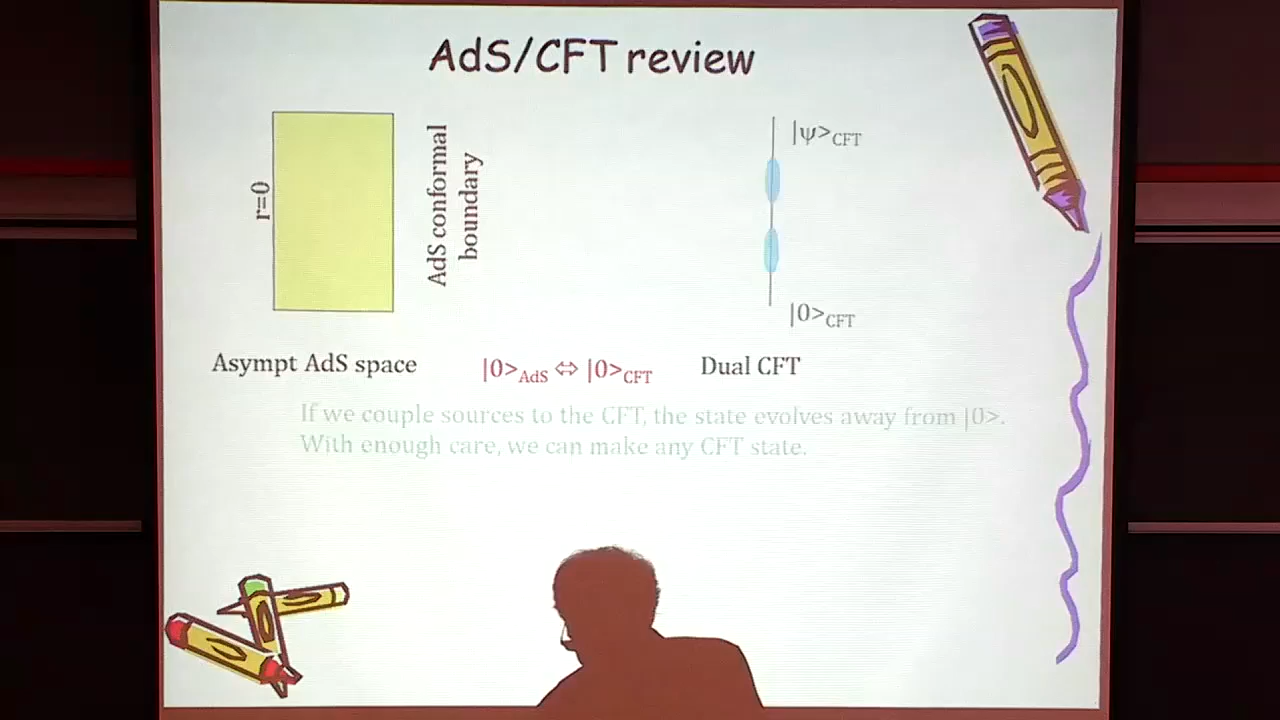 AdS/CFT review
r=0
AdS conformal
boundary
|ψ>CFT
|0>CFT
Asympt AdS space
|0>AdS ⇔ |0>CFT
Dual CFT
If we couple sources to the CFT, the state evolves away from |0>.
With enough care, we can make any CFT state.